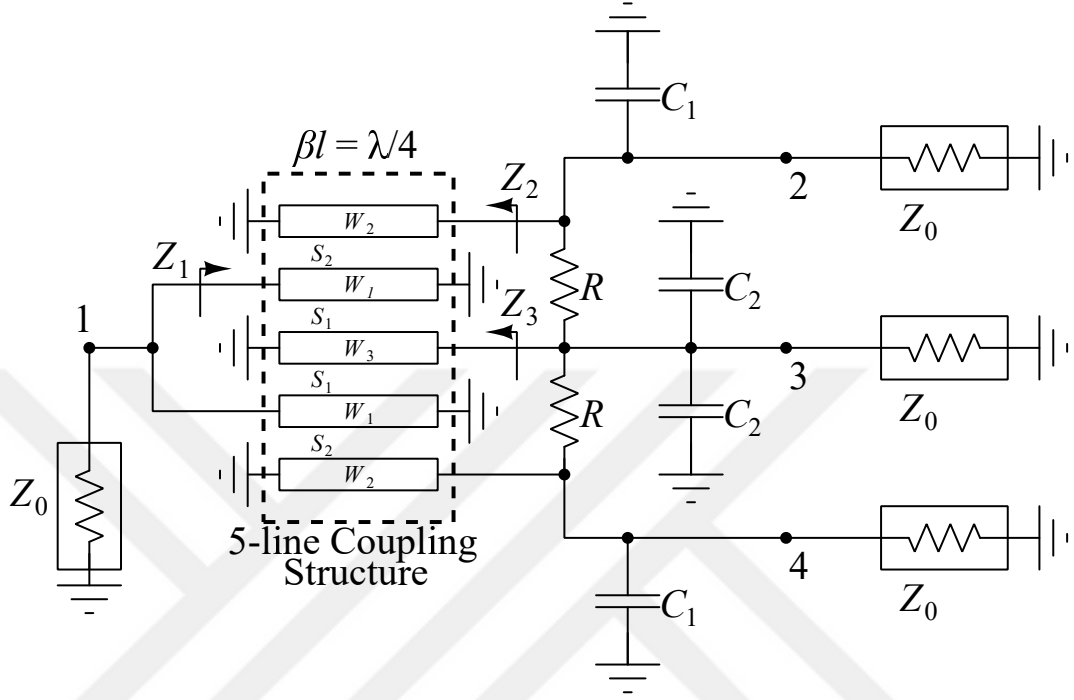 C₁
βl = λ/4
Z₂
2
Z₀
W₂
S₂
Z₁
W₁
R
C₂
Z₃
1
S₁
W₃
3
Z₀
S₁
W₁
R
C₂
S₂
W₂
Z₀
4
5-line Coupling
Structure
Z₀
C₁